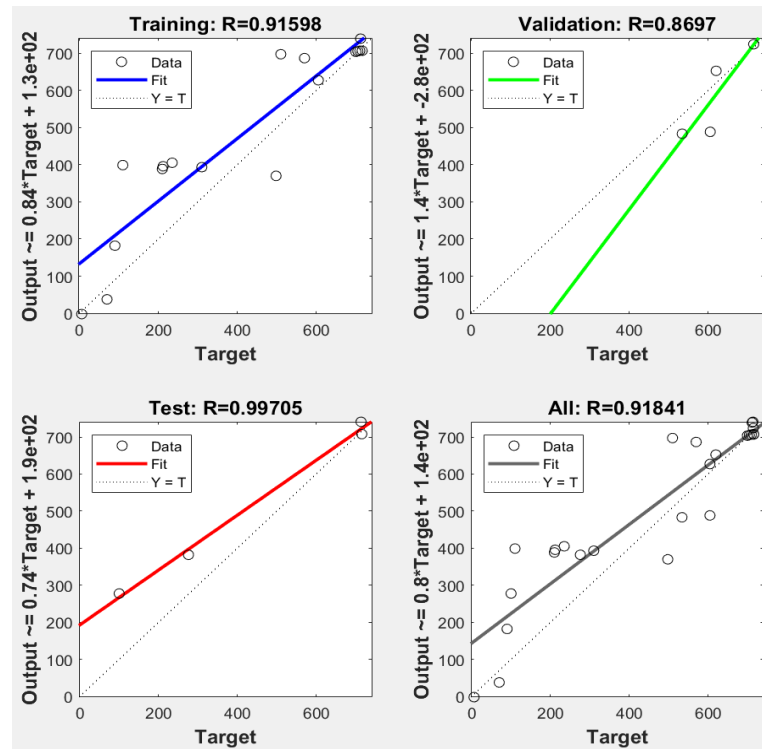 Training: R=0.91598
Output ~= 0.84*Target + 1.3e+02
700
600
500
400
300
200
100
0
Data
Fit
Y = T
0
200
400
600
Target
Validation: R=0.8697
Output ~= 1.4*Target + -2.8e+02
700
600
500
400
300
200
100
0
Data
Fit
Y = T
0
200
400
600
Target
Test: R=0.99705
Output ~= 0.74*Target + 1.9e+02
700
600
500
400
300
200
100
0
Data
Fit
Y = T
0
200
400
600
Target
All: R=0.91841
Output ~= 0.8*Target + 1.4e+02
700
600
500
400
300
200
100
0
Data
Fit
Y = T
0
200
400
600
Target